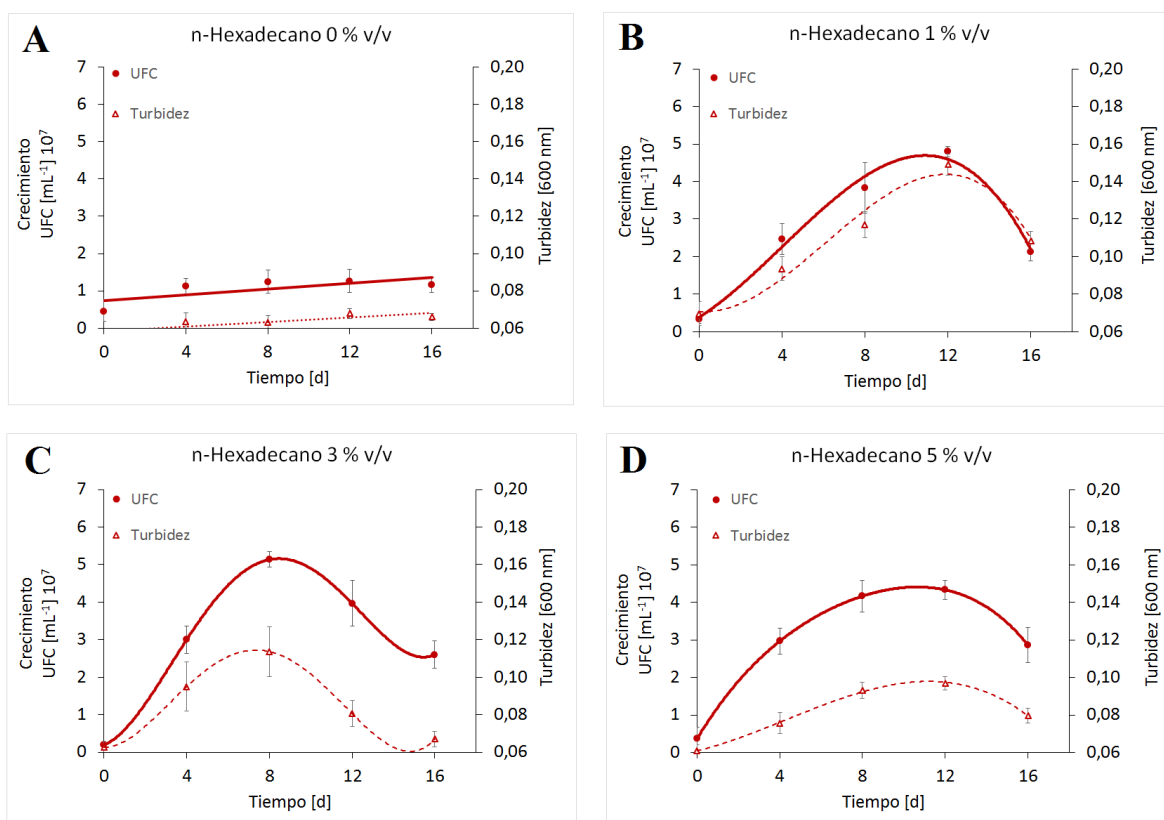 A
n-Hexadecano 0 % v/v
UFC
Turbidez
7
6
5
4
3
2
1
0
0,20
0,18
0,16
0,14
0,12
0,10
0,08
0,06
Crecimiento
UFC [mL⁻¹] 10⁷
Turbidez [600 nm]
0 4 8 12 16
Tiempo [d]
B
n-Hexadecano 1 % v/v
UFC
Turbidez
7
6
5
4
3
2
1
0
0,20
0,18
0,16
0,14
0,12
0,10
0,08
0,06
Crecimiento
UFC [mL⁻¹] 10⁷
Turbidez [600 nm]
0 4 8 12 16
Tiempo [d]
C
n-Hexadecano 3 % v/v
UFC
Turbidez
7
6
5
4
3
2
1
0
0,20
0,18
0,16
0,14
0,12
0,10
0,08
0,06
Crecimiento
UFC [mL⁻¹] 10⁷
Turbidez [600 nm]
0 4 8 12 16
Tiempo [d]
D
n-Hexadecano 5 % v/v
UFC
Turbidez
7
6
5
4
3
2
1
0
0,20
0,18
0,16
0,14
0,12
0,10
0,08
0,06
Crecimiento
UFC [mL⁻¹] 10⁷
Turbidez [600 nm]
0 4 8 12 16
Tiempo [d]